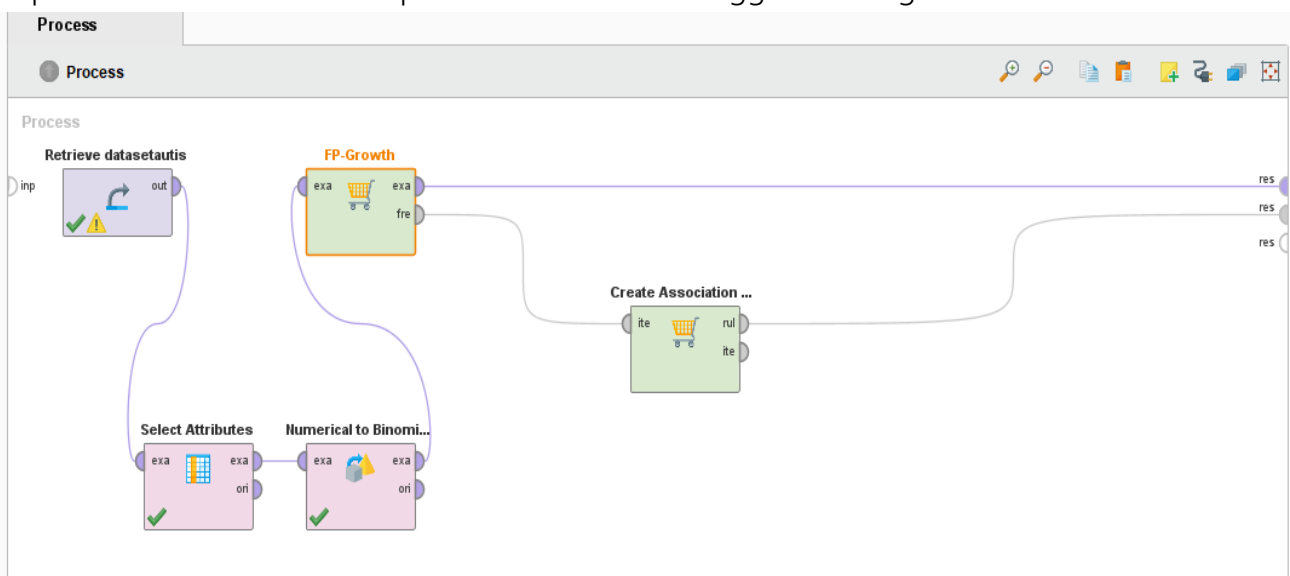 Process
Process
Process
Retrieve datasetautis
inp
out
FP-Growth
exa
exa
fre
res
res
res
Create Association ...
ite
rul
ite
Select Attributes
exa
exa
ori
Numerical to Binomi...
exa
exa
ori